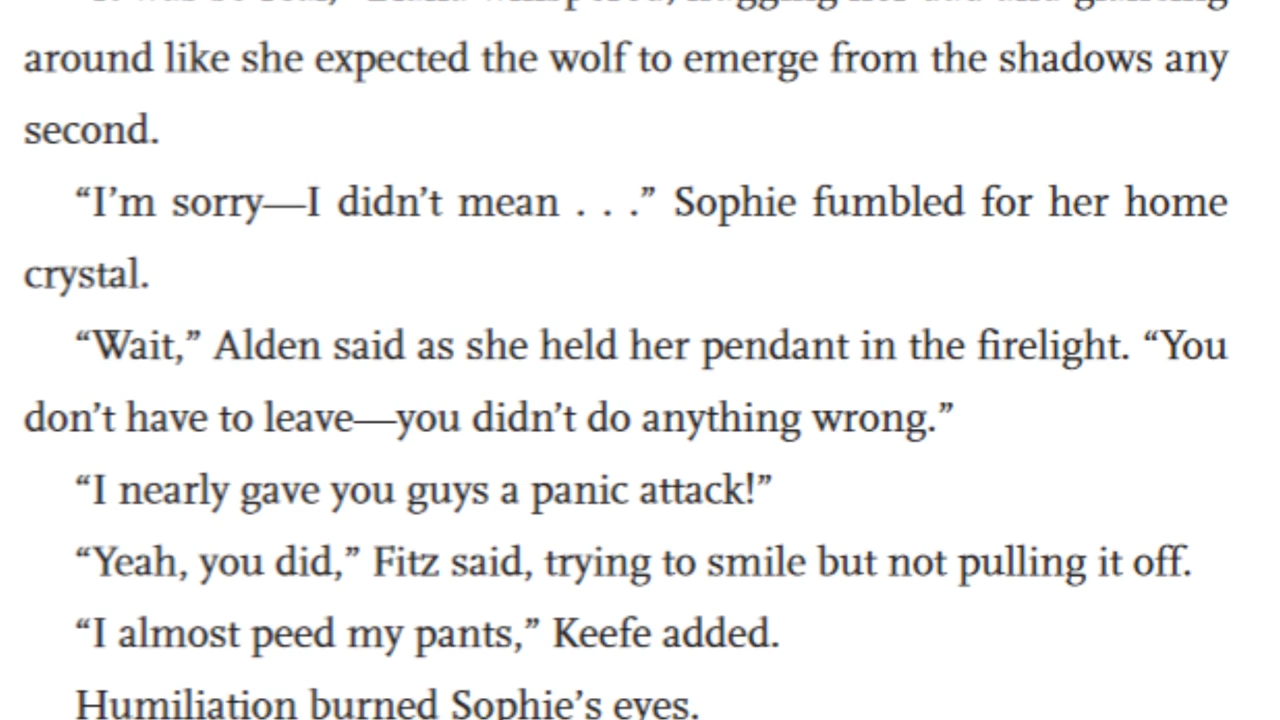 around like she expected the wolf to emerge from the shadows any
second.
“I’m sorry—I didn’t mean . . .” Sophie fumbled for her home
crystal.
“Wait,” Alden said as she held her pendant in the firelight. “You
don’t have to leave—you didn’t do anything wrong.”
“I nearly gave you guys a panic attack!”
“Yeah, you did,” Fitz said, trying to smile but not pulling it off.
“I almost peed my pants,” Keefe added.
Humiliation burned Sophie’s eyes.